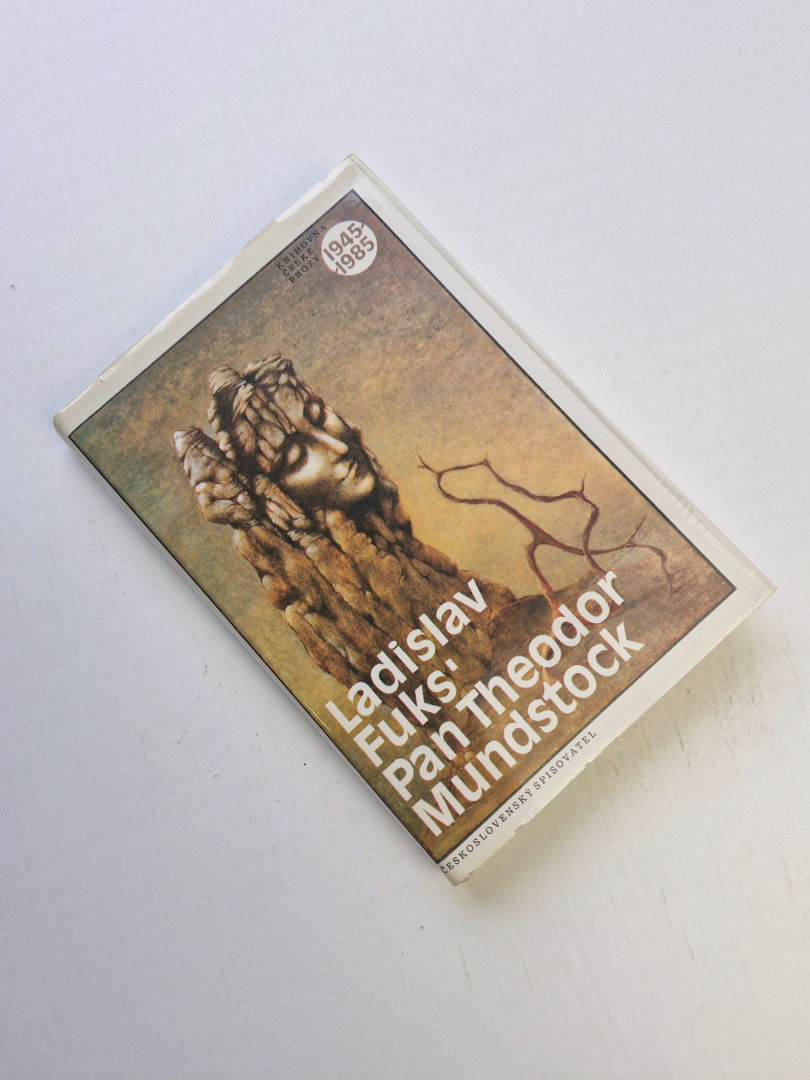 KNIHOVNA
ČESKÉ
PRÓZY
1945-
-1985
Ladislav
Fuks·
Pan Theodor
Mundstock
ČESKOSLOVENSKÝ SPISOVATEL